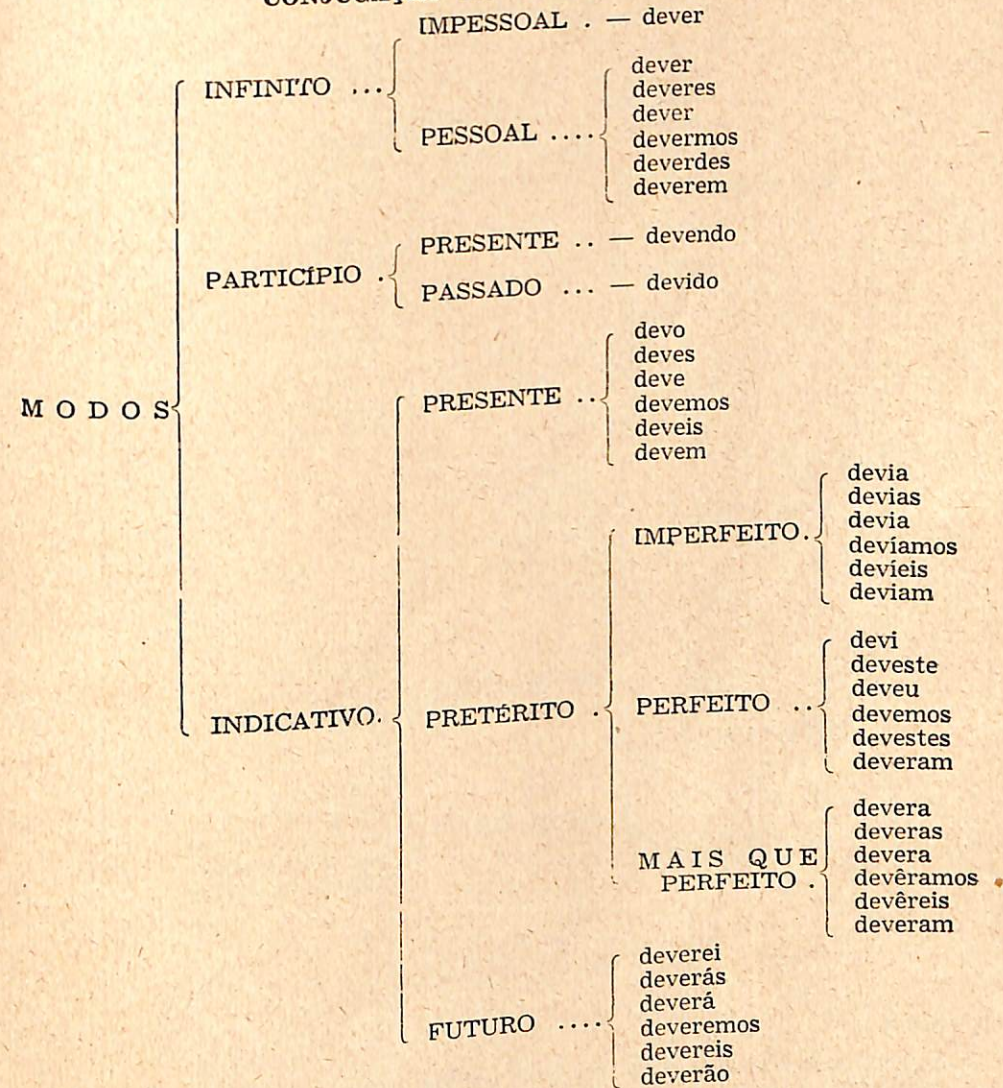 IMPESSOAL . — dever
INFINITO ...
dever
deveres
dever
PESSOAL ....
devermos
deverdes
deverem
PRESENTE .. — devendo
PARTICÍPIO .
PASSADO ... — devido
devo
deves
deve
PRESENTE ..
devemos
deveis
devem
MODOS
devia
devias
devia
IMPERFEITO.
devíamos
devíeis
deviam
devi
deveste
deveu
INDICATIVO.
PRETÉRITO .
PERFEITO ..
devemos
devestes
deveram
devera
deveras
devera
MAIS QUE
PERFEITO .
devêramos
devêreis
deveram
deverei
deverás
deverá
FUTURO ....
deveremos
devereis
deverão